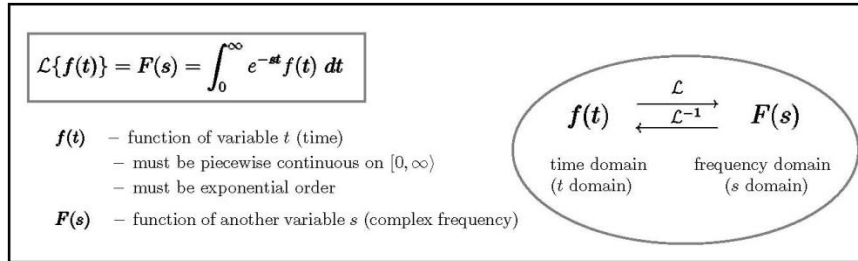 ℒ{f(t)} = F(s) = ∫₀^∞ e^{-st} f(t) dt
f(t) – function of variable t (time)
– must be piecewise continuous on [0, ∞⟩
– must be exponential order
F(s) – function of another variable s (complex frequency)
ℒ
f(t) ℒ⁻¹ F(s)
time domain frequency domain
(t domain) (s domain)